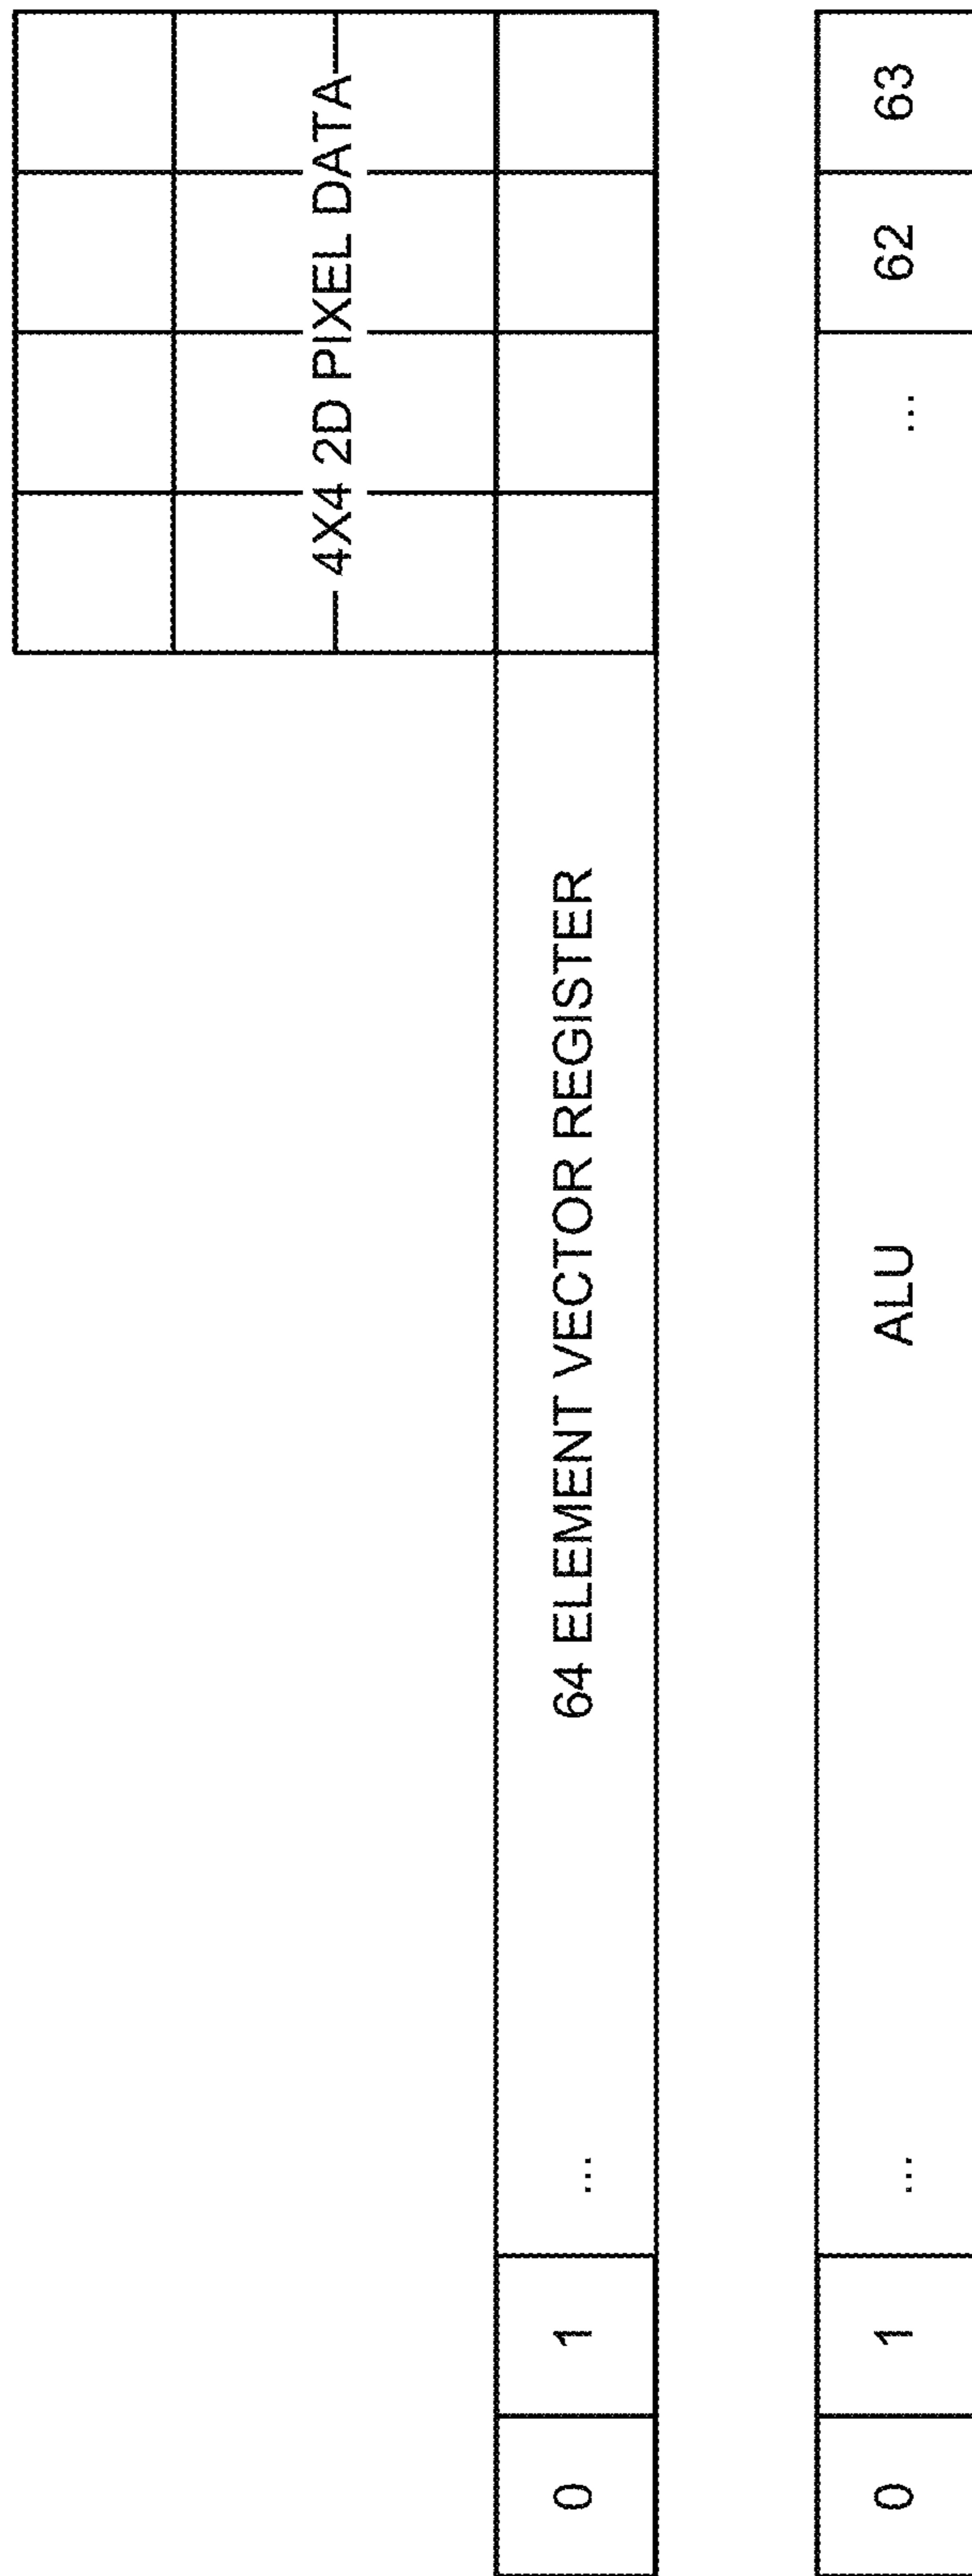 4X4 2D PIXEL DATA
0 1 ... 64 ELEMENT VECTOR REGISTER
0 1 ... ALU ... 62 63